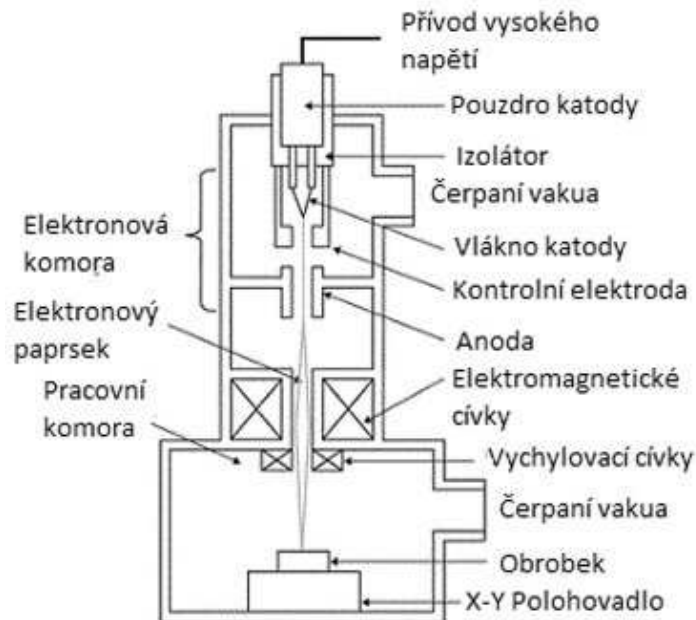 Přívod vysokého
napětí
Pouzdro katody
Izolátor
Čerpaní vakua
Elektronová
komora
Vlákno katody
Kontrolní elektroda
Elektronový
paprsek
Anoda
Pracovní
komora
Elektromagnetické
cívky
Vychylovací cívky
Čerpaní vakua
Obrobek
X-Y Polohovadlo